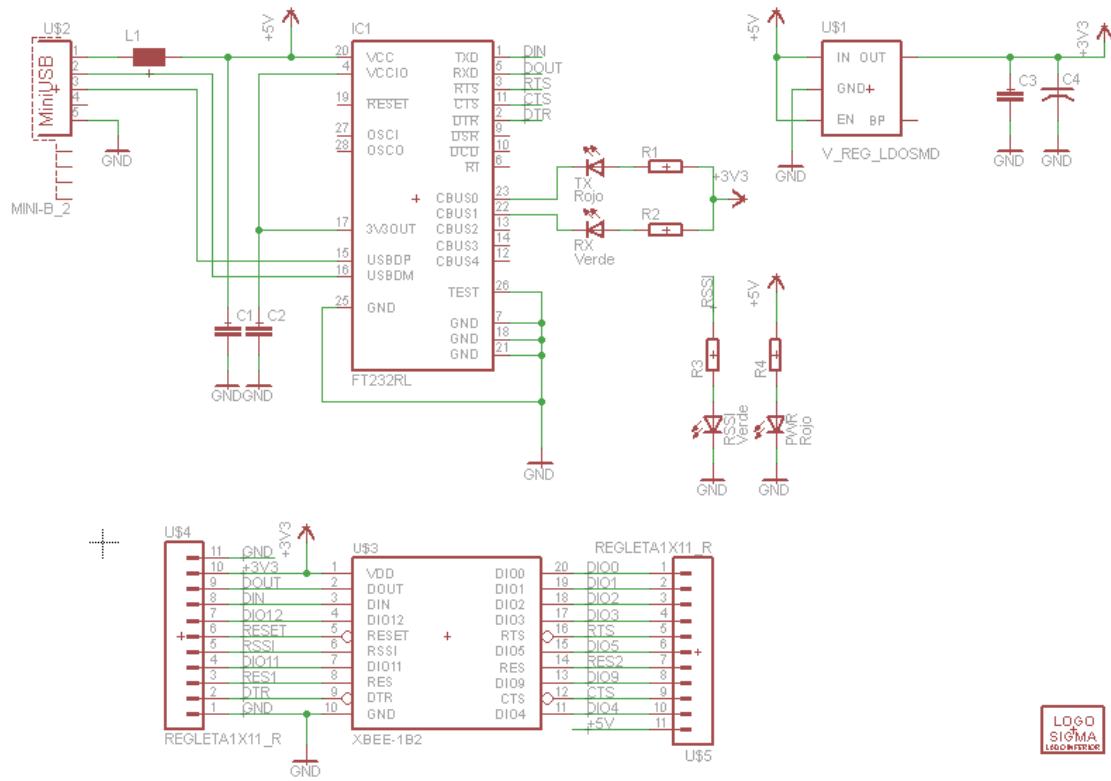 U$2
MiniUSB
1
2
3
4
5
GND
MINI-B_2
L1
+5V
C1
C2
GND
GND
IC1
20 VCC
4 VCCIO
19 RESET
27 OSCI
28 OSCO
17 3V3OUT
15 USBDP
16 USBDM
25 GND
TXD 1 DIN
RXD 5 DOUT
RTS 3 RTS
CTS 11 CTS
DTR 2 DTR
DSR 9
DCD 10
RI 6
CBUS0 23
CBUS1 22
CBUS2 13
CBUS3 14
CBUS4 12
TEST 26
GND 7
GND 18
GND 21
FT232RL
GND
TX
Rojo
R1
RX
Verde
R2
+3V3
RSSI
R3
RSSI
Verde
GND
+5V
R4
PWR
Rojo
GND
+5V
U$1
IN OUT
GND
EN BP
V_REG_LDOSMD
GND
C3
GND
C4
GND
+3V3
U$4
11 GND
10 +3V3
9 DOUT
8 DIN
7 DIO12
6 RESET
5 RSSI
4 DIO11
3 RES1
2 DTR
1 GND
REGLETA1X11_R
+3V3
GND
U$3
1 VDD
2 DOUT
3 DIN
4 DIO12
5 RESET
6 RSSI
7 DIO11
8 RES
9 DTR
10 GND
DIO0 20
DIO1 19
DIO2 18
DIO3 17
RTS 16
DIO5 15
RES 14
DIO9 13
CTS 12
DIO4 11
XBEE-1B2
REGLETA1X11_R
DIO0 1
DIO1 2
DIO2 3
DIO3 4
RTS 5
DIO5 6
RES2 7
DIO9 8
CTS 9
DIO4 10
+5V 11
U$5
LOGO
SIGMA
LADO INFERIOR